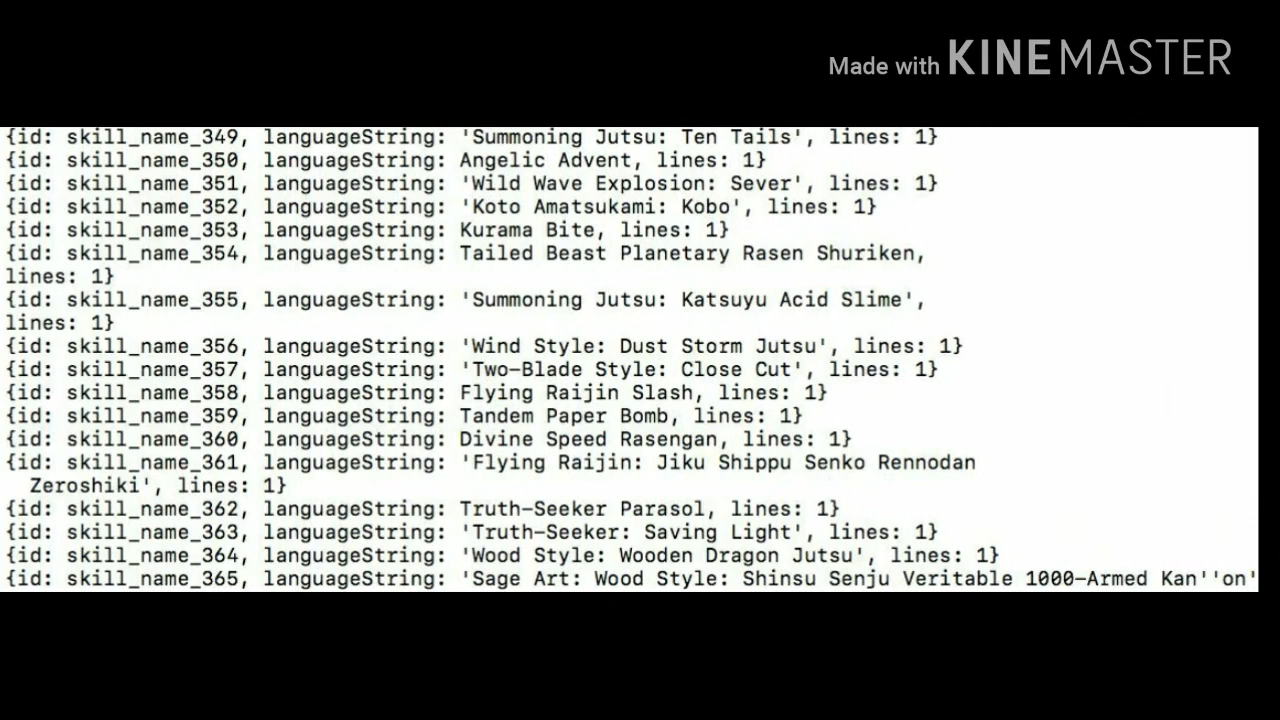 Made with KINEMASTER
{id: skill_name_349, languageString: 'Summoning Jutsu: Ten Tails', lines: 1}
{id: skill_name_350, languageString: Angelic Advent, lines: 1}
{id: skill_name_351, languageString: 'Wild Wave Explosion: Sever', lines: 1}
{id: skill_name_352, languageString: 'Koto Amatsukami: Kobo', lines: 1}
{id: skill_name_353, languageString: Kurama Bite, lines: 1}
{id: skill_name_354, languageString: Tailed Beast Planetary Rasen Shuriken,
lines: 1}
{id: skill_name_355, languageString: 'Summoning Jutsu: Katsuyu Acid Slime',
lines: 1}
{id: skill_name_356, languageString: 'Wind Style: Dust Storm Jutsu', lines: 1}
{id: skill_name_357, languageString: 'Two-Blade Style: Close Cut', lines: 1}
{id: skill_name_358, languageString: Flying Raijin Slash, lines: 1}
{id: skill_name_359, languageString: Tandem Paper Bomb, lines: 1}
{id: skill_name_360, languageString: Divine Speed Rasengan, lines: 1}
{id: skill_name_361, languageString: 'Flying Raijin: Jiku Shippu Senko Rennodan
Zeroshiki', lines: 1}
{id: skill_name_362, languageString: Truth-Seeker Parasol, lines: 1}
{id: skill_name_363, languageString: 'Truth-Seeker: Saving Light', lines: 1}
{id: skill_name_364, languageString: 'Wood Style: Wooden Dragon Jutsu', lines: 1}
{id: skill_name_365, languageString: 'Sage Art: Wood Style: Shinsu Senju Veritable 1000-Armed Kan''on'